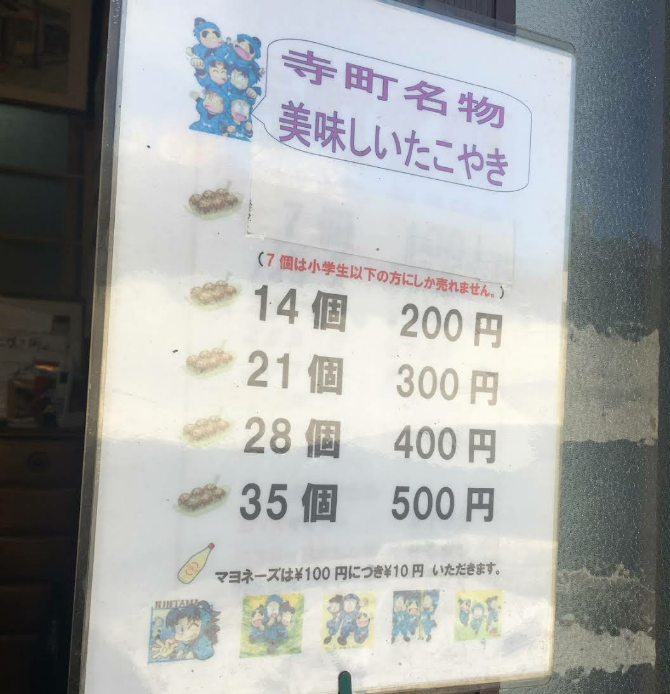 寺町名物
美味しいたこやき
7個
(7個は小学生以下の方にしか売れません。)
14個 200円
21個 300円
28個 400円
35個 500円
マヨネーズは¥100円につき¥10円 いただきます。